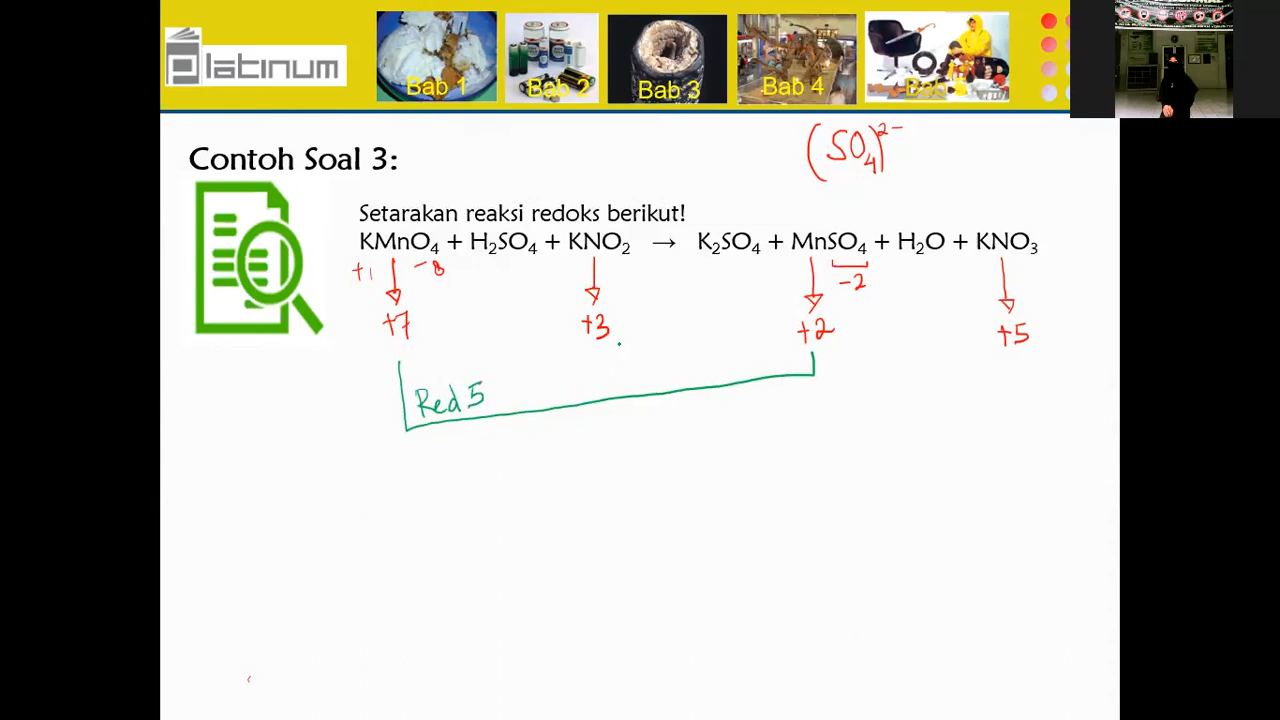 Platinum
Bab 1
Bab 2
Bab 3
Bab 4
Contoh Soal 3:
(SO₄)²⁻
Setarakan reaksi redoks berikut!
KMnO₄ + H₂SO₄ + KNO₂ → K₂SO₄ + MnSO₄ + H₂O + KNO₃
+1 -8 -2
+7 +3 +2 +5
Red 5